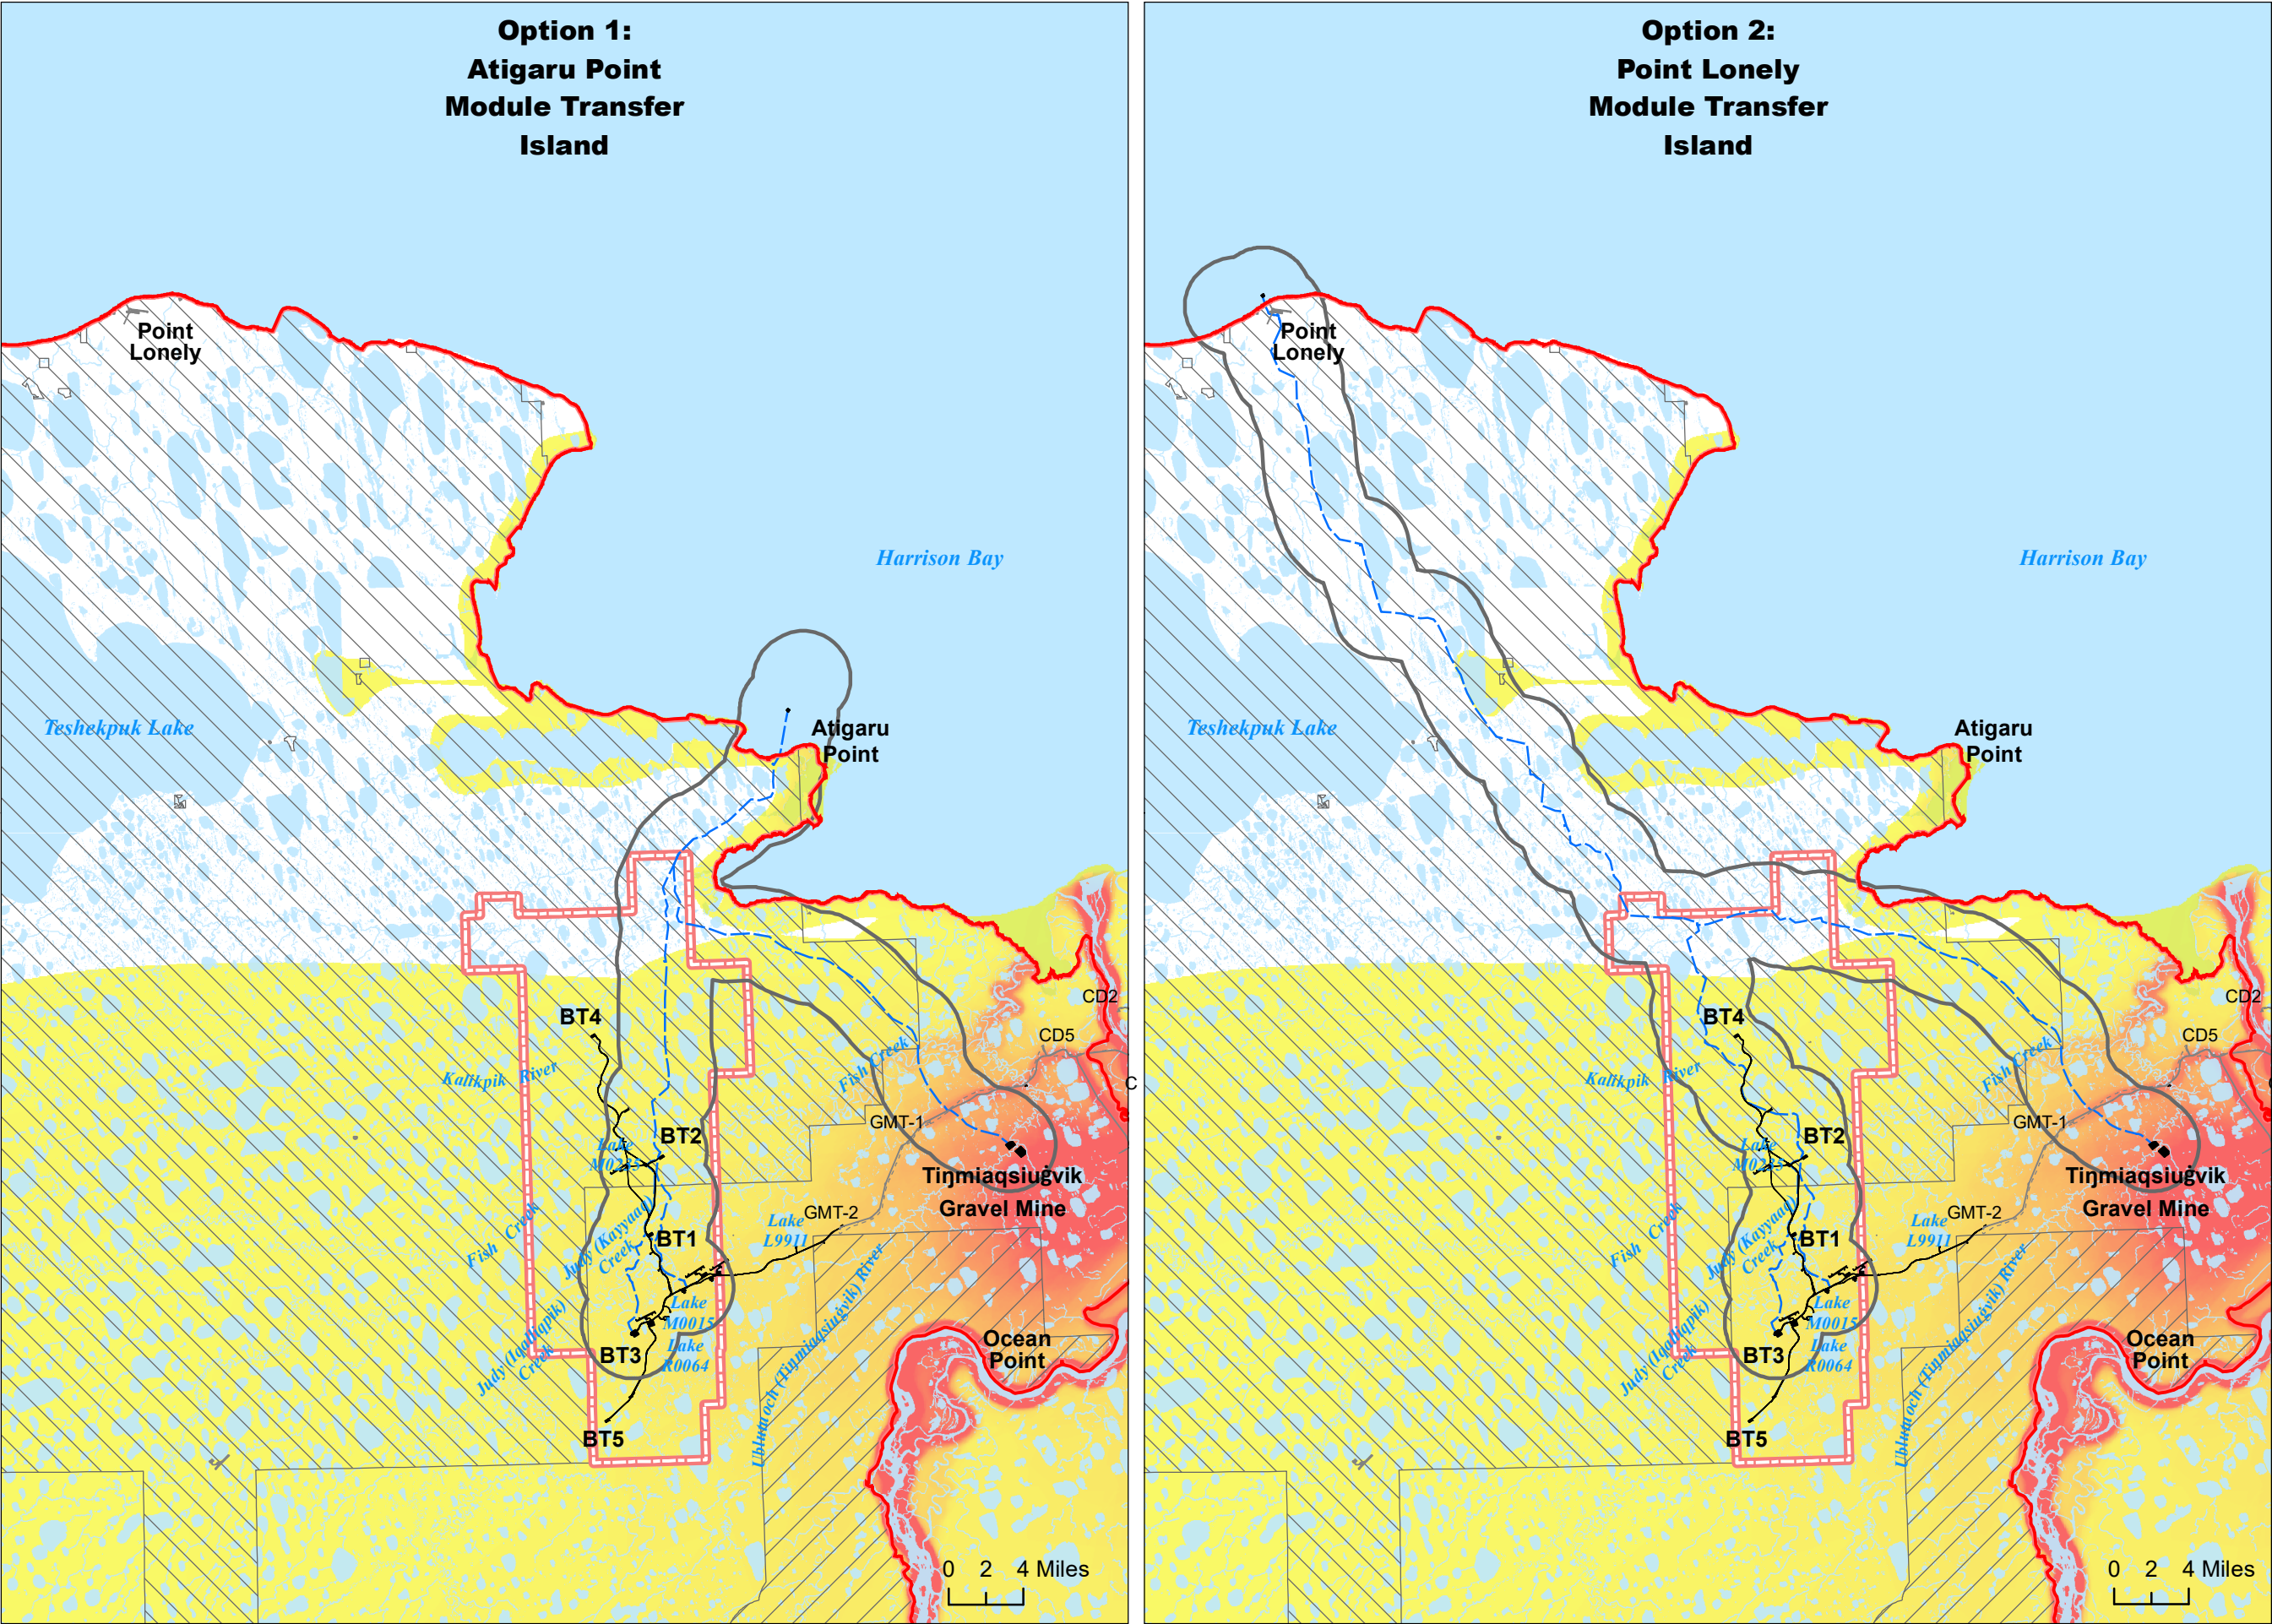 Option 1:
Atigaru Point
Module Transfer
Island
Point
Lonely
Harrison Bay
Teshekpuk Lake
Atigaru
Point
CD2
BT4
CD5
Kalikpik River
Fish Creek
C
GMT-1
BT2
Lake
M0235
Tiŋmiaqsiuġvik
Gravel Mine
GMT-2
Lake
L9911
Fish Creek
Judy (Kayyaaq)
Creek
BT1
Lake
M0015
Ocean
Point
Lake
R0064
BT3
Judy (Iqalliqpik)
Creek
Ublutuoch (Tiŋmiaqsiuġvik) River
BT5
0 2 4 Miles
Option 2:
Point Lonely
Module Transfer
Island
Point
Lonely
Harrison Bay
Teshekpuk Lake
Atigaru
Point
CD2
BT4
CD5
Kalikpik River
Fish Creek
GMT-1
BT2
Lake
M0235
Tiŋmiaqsiuġvik
Gravel Mine
GMT-2
Lake
L9911
Fish Creek
Judy (Kayyaaq)
Creek
BT1
Lake
M0015
Ocean
Point
Lake
R0064
BT3
Judy (Iqalliqpik)
Creek
Ublutuoch (Tiŋmiaqsiuġvik) River
BT5
0 2 4 Miles